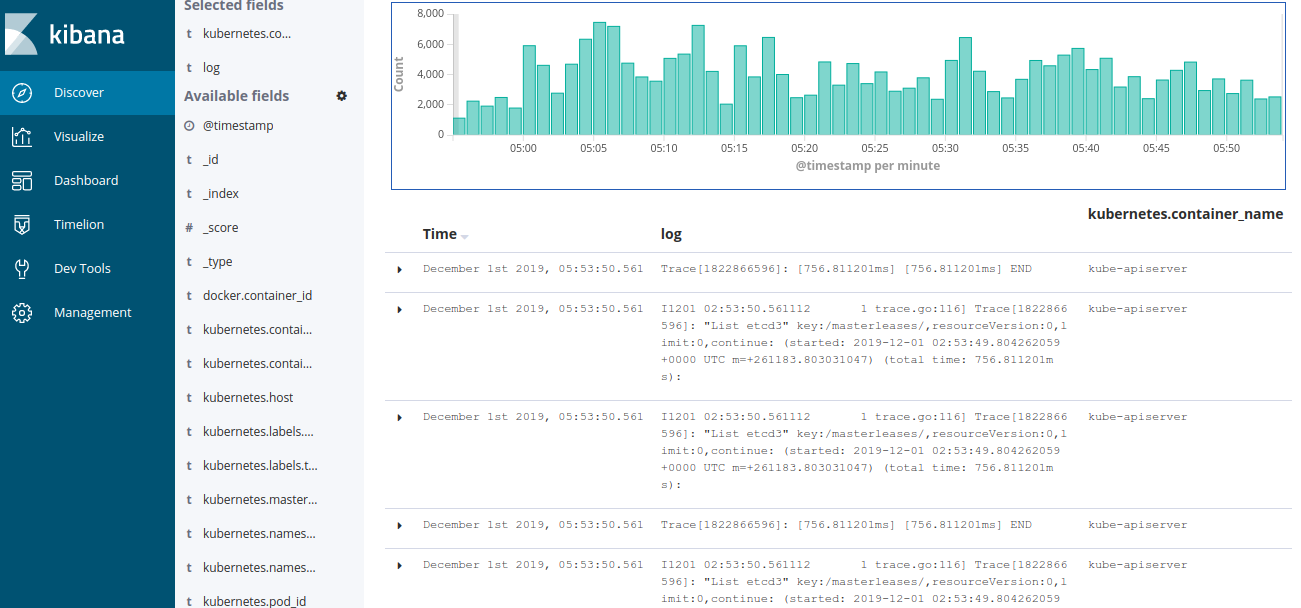 kibana
Discover
Visualize
Dashboard
Timelion
Dev Tools
Management
Selected fields
t kubernetes.co...
t log
Available fields
@timestamp
t _id
t _index
# _score
t _type
t docker.container_id
t kubernetes.contai...
t kubernetes.contai...
t kubernetes.host
t kubernetes.labels....
t kubernetes.labels.t...
t kubernetes.master...
t kubernetes.names...
t kubernetes.names...
t kubernetes.pod_id
8,000
6,000
4,000
2,000
0
Count
05:00 05:05 05:10 05:15 05:20 05:25 05:30 05:35 05:40 05:45 05:50
@timestamp per minute
Time log kubernetes.container_name
December 1st 2019, 05:53:50.561 Trace[1822866596]: [756.811201ms] [756.811201ms] END kube-apiserver
December 1st 2019, 05:53:50.561 I1201 02:53:50.561112 1 trace.go:116] Trace[1822866 kube-apiserver
596]: "List etcd3" key:/masterleases/,resourceVersion:0,l
imit:0,continue: (started: 2019-12-01 02:53:49.804262059
+0000 UTC m=+261183.803031047) (total time: 756.811201m
s):
December 1st 2019, 05:53:50.561 I1201 02:53:50.561112 1 trace.go:116] Trace[1822866 kube-apiserver
596]: "List etcd3" key:/masterleases/,resourceVersion:0,l
imit:0,continue: (started: 2019-12-01 02:53:49.804262059
+0000 UTC m=+261183.803031047) (total time: 756.811201m
s):
December 1st 2019, 05:53:50.561 Trace[1822866596]: [756.811201ms] [756.811201ms] END kube-apiserver
December 1st 2019, 05:53:50.561 I1201 02:53:50.561112 1 trace.go:116] Trace[1822866 kube-apiserver
596]: "List etcd3" key:/masterleases/,resourceVersion:0,l
imit:0,continue: (started: 2019-12-01 02:53:49.804262059